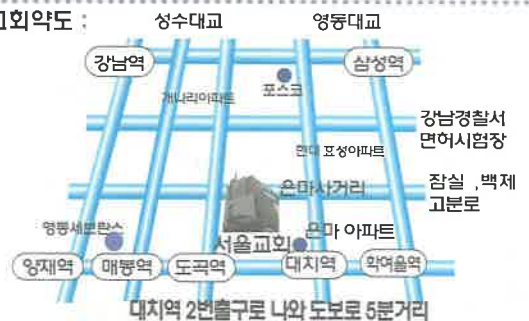 회약도 :
성수대교 영동대교
강남역 삼성역
포스코
개나리아파트
강남경찰서
면허시험장
현대 효성아파트
잠실 ,백제
고분로
은마사거리
영동세브란스
서울교회 은마 아파트
양재역 매봉역 도곡역 대치역 학여울역
대치역 2번출구로 나와 도보로 5분거리